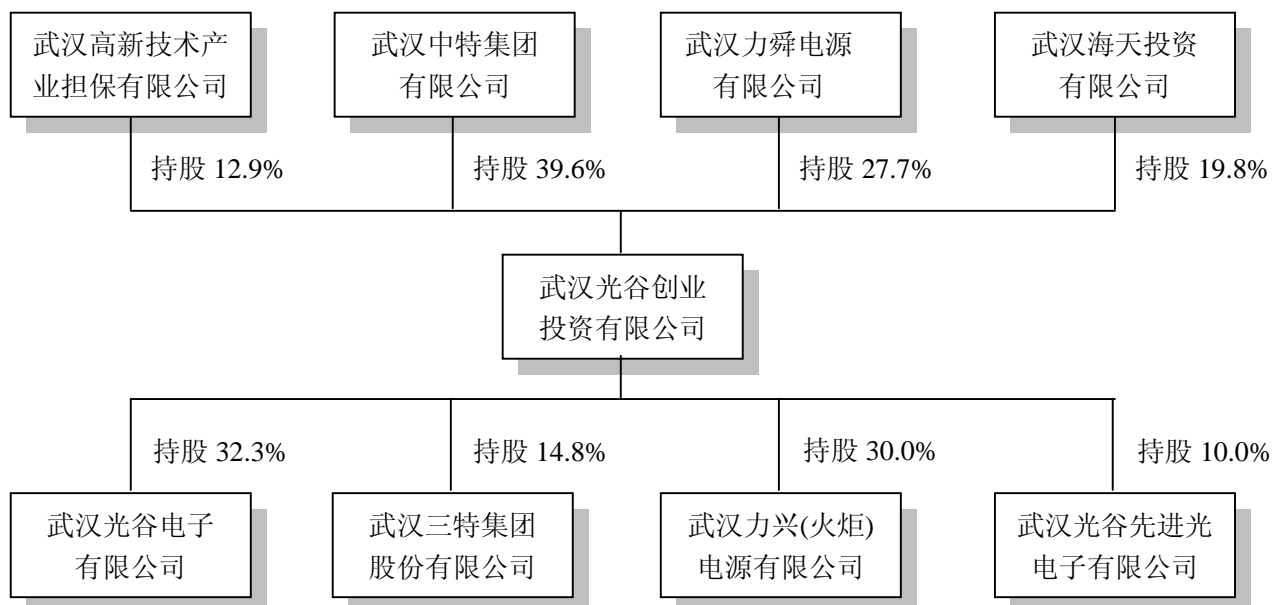 武汉高新技术产
业担保有限公司
武汉中特集团
有限公司
武汉力舜电源
有限公司
武汉海天投资
有限公司
持股 12.9%
持股 39.6%
持股 27.7%
持股 19.8%
武汉光谷创业
投资有限公司
持股 32.3%
持股 14.8%
持股 30.0%
持股 10.0%
武汉光谷电子
有限公司
武汉三特集团
股份有限公司
武汉力兴(火炬)
电源有限公司
武汉光谷先进光
电子有限公司